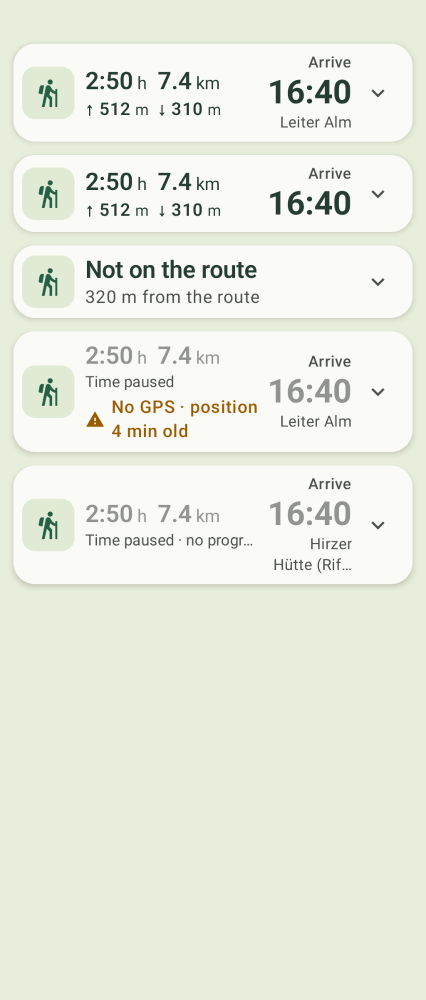 Arrive
2:50 h 7.4 km
16:40
↑ 512 m ↓ 310 m
Leiter Alm
Arrive
2:50 h 7.4 km
16:40
↑ 512 m ↓ 310 m
Not on the route
320 m from the route
2:50 h 7.4 km
Arrive
Time paused
16:40
No GPS · position
4 min old
Leiter Alm
Arrive
2:50 h 7.4 km
16:40
Time paused · no progr…
Hirzer
Hütte (Rif…